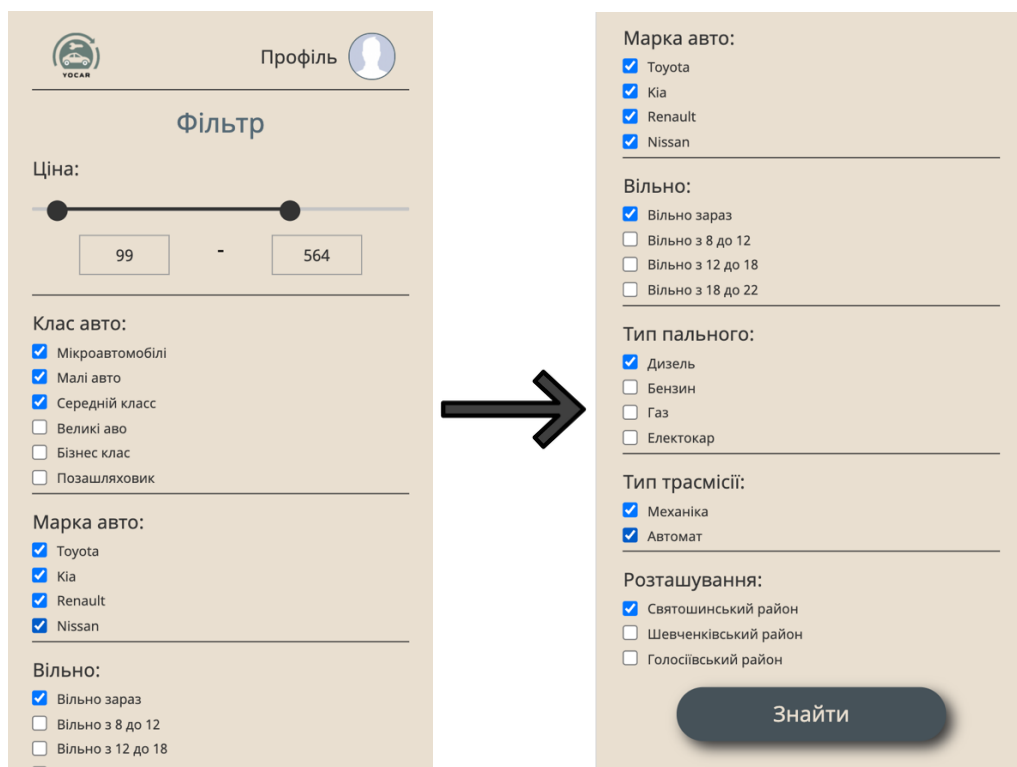 YOCAR
Профіль
Фільтр
Ціна:
99 - 564
Клас авто:
Мікроавтомобілі
Малі авто
Середній класс
Великі аво
Бізнес клас
Позашляховик
Марка авто:
Toyota
Kia
Renault
Nissan
Вільно:
Вільно зараз
Вільно з 8 до 12
Вільно з 12 до 18
Марка авто:
Toyota
Kia
Renault
Nissan
Вільно:
Вільно зараз
Вільно з 8 до 12
Вільно з 12 до 18
Вільно з 18 до 22
Тип пального:
Дизель
Бензин
Газ
Електокар
Тип трасмісії:
Механіка
Автомат
Розташування:
Святошинський район
Шевченківський район
Голосіївський район
Знайти